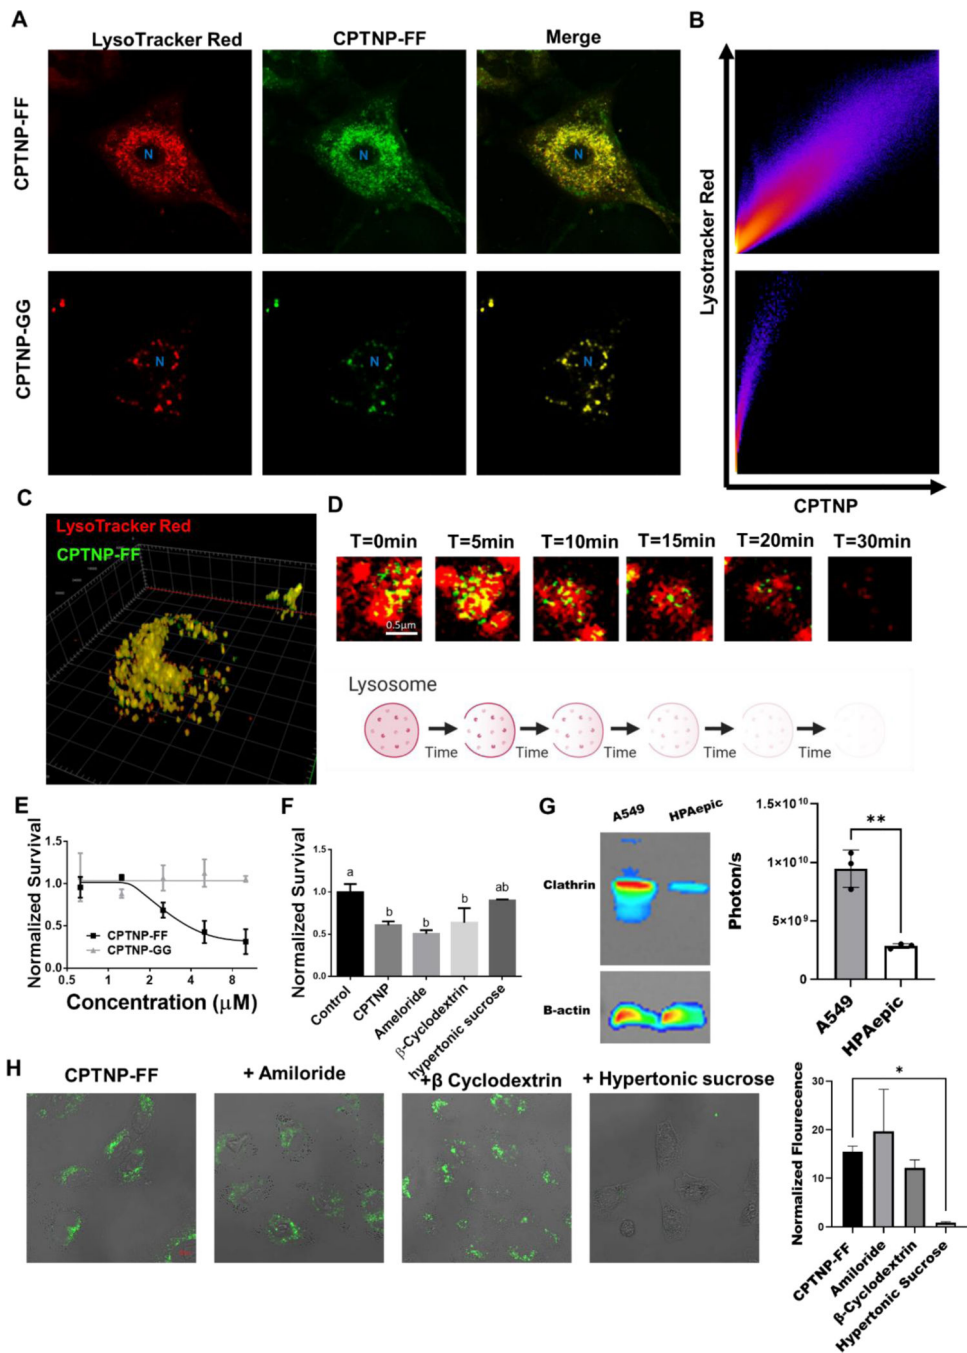 A
LysoTracker Red
CPTNP-FF
Merge
CPTNP-FF
N
N
N
CPTNP-GG
N
N
N
B
Lysotracker Red
CPTNP
C
LysoTracker Red
CPTNP-FF
D
T=0min
T=5min
T=10min
T=15min
T=20min
T=30min
0.5µm
Lysosome
Time
Time
Time
Time
Time
E
Normalized Survival
1.5
1.0
0.5
0.0
CPTNP-FF
CPTNP-GG
0.5
1
2
4
8
Concentration (µM)
F
Normalized Survival
1.5
1.0
0.5
0.0
a
b
b
b
ab
Control
CPTNP
Ameloride
β-Cyclodextrin
hypertonic sucrose
G
A549
HPAepic
Clathrin
B-actin
Photon/s
1.5×10¹⁰
1×10¹⁰
5×10⁹
0
**
A549
HPAepic
H
CPTNP-FF
+ Amiloride
+β Cyclodextrin
+ Hypertonic sucrose
Normalized Flourecence
30
20
10
0
*
CPTNP-FF
Amiloride
β-Cyclodextrin
Hypertonic Sucrose